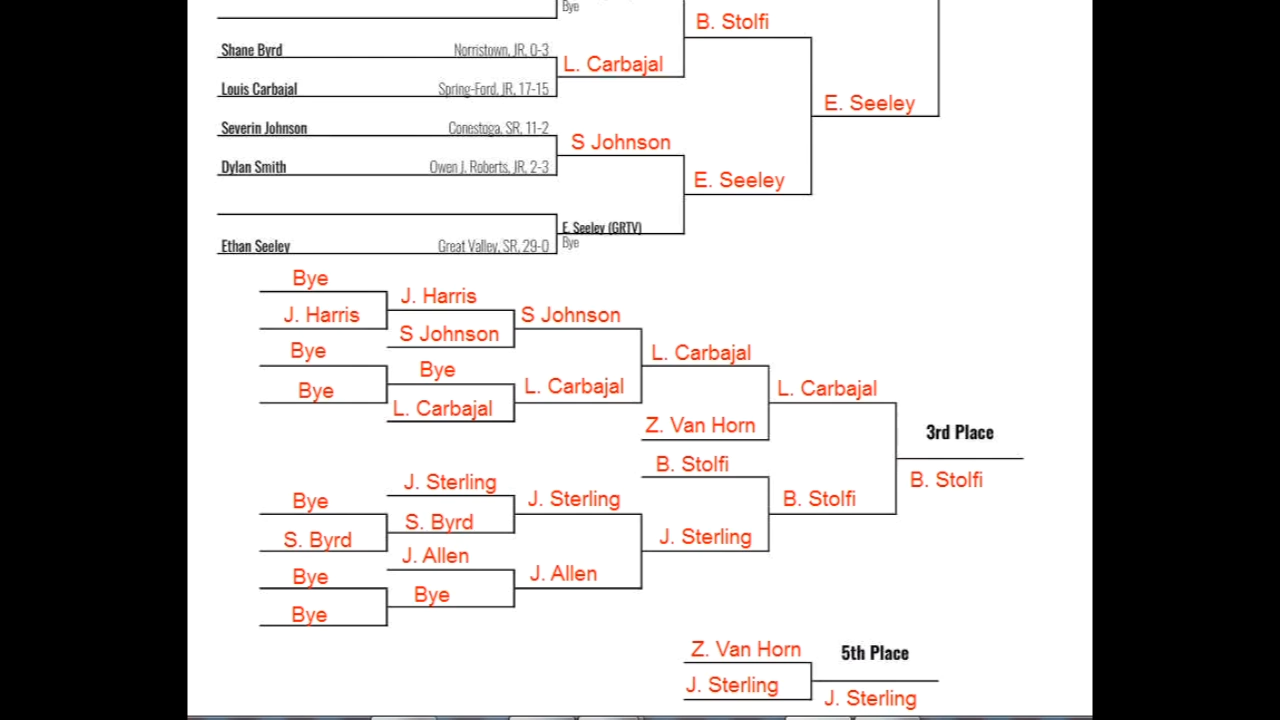 Bye
B. Stolfi
Shane Byrd Norristown, JR, 0-3
L. Carbajal
Louis Carbajal Spring-Ford, JR, 17-15
E. Seeley
Severin Johnson Conestoga, SR, 11-2
S Johnson
Dylan Smith Owen J. Roberts, JR, 2-3
E. Seeley
E. Seeley (GRTV)
Ethan Seeley Great Valley, SR, 29-0
Bye
Bye
J. Harris
J. Harris
S Johnson
S Johnson
Bye
L. Carbajal
Bye
L. Carbajal
L. Carbajal
Bye
L. Carbajal
Z. Van Horn
3rd Place
B. Stolfi
B. Stolfi
J. Sterling
J. Sterling
B. Stolfi
Bye
S. Byrd
S. Byrd
J. Sterling
J. Allen
J. Allen
Bye
Bye
Bye
Z. Van Horn
5th Place
J. Sterling
J. Sterling